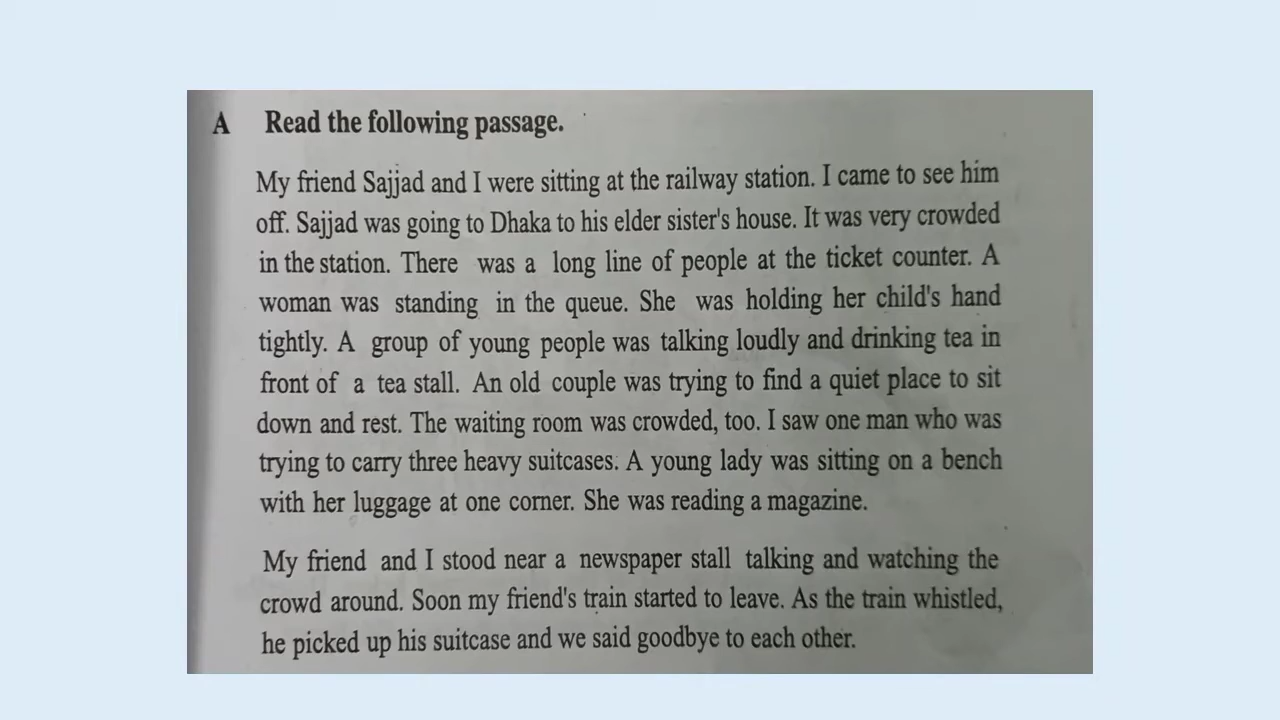 A Read the following passage.
My friend Sajjad and I were sitting at the railway station. I came to see him
off. Sajjad was going to Dhaka to his elder sister's house. It was very crowded
in the station. There was a long line of people at the ticket counter. A
woman was standing in the queue. She was holding her child's hand
tightly. A group of young people was talking loudly and drinking tea in
front of a tea stall. An old couple was trying to find a quiet place to sit
down and rest. The waiting room was crowded, too. I saw one man who was
trying to carry three heavy suitcases. A young lady was sitting on a bench
with her luggage at one corner. She was reading a magazine.
My friend and I stood near a newspaper stall talking and watching the
crowd around. Soon my friend's train started to leave. As the train whistled,
he picked up his suitcase and we said goodbye to each other.